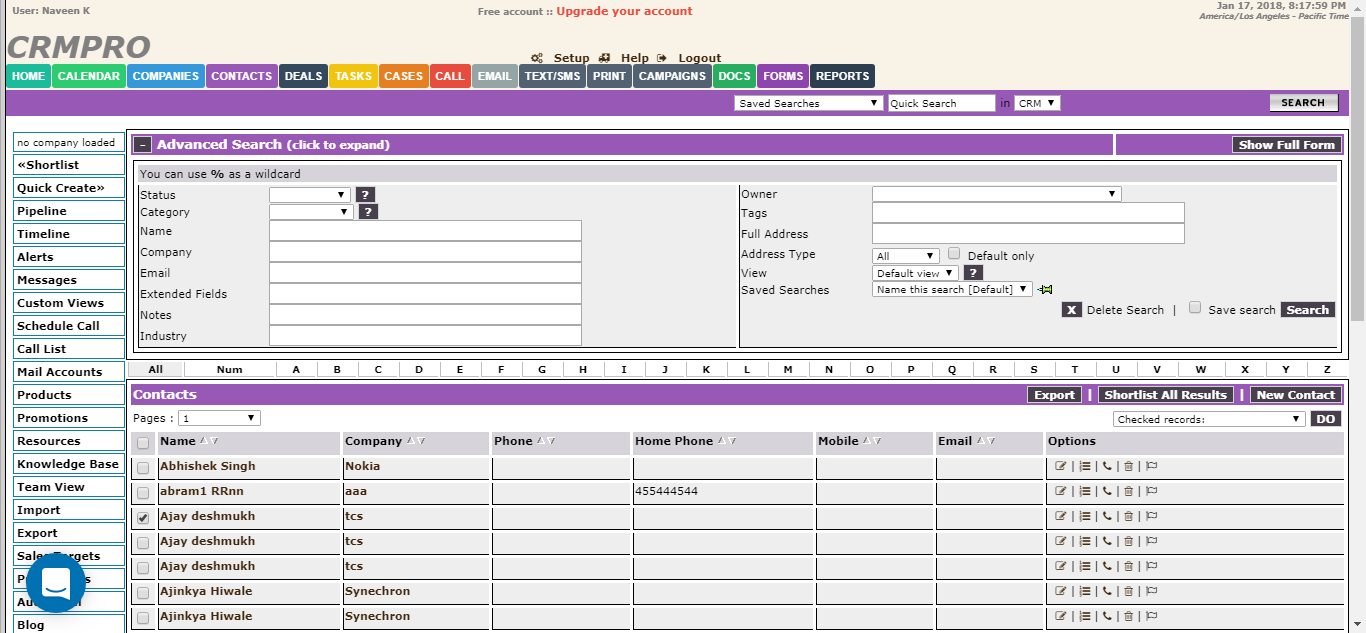 User: Naveen K
Free account :: Upgrade your account
Jan 17, 2018, 8:17:59 PM
America/Los Angeles - Pacific Time
CRMPRO
Setup Help Logout
HOME CALENDAR COMPANIES CONTACTS DEALS TASKS CASES CALL EMAIL TEXT/SMS PRINT CAMPAIGNS DOCS FORMS REPORTS
Saved Searches Quick Search in CRM SEARCH
no company loaded
«Shortlist
Quick Create»
Pipeline
Timeline
Alerts
Messages
Custom Views
Schedule Call
Call List
Mail Accounts
Products
Promotions
Resources
Knowledge Base
Team View
Import
Export
Blog
- Advanced Search (click to expand) Show Full Form
You can use % as a wildcard
Status ?
Category ?
Name
Company
Email
Extended Fields
Notes
Industry
Owner
Tags
Full Address
Address Type All Default only
View Default view ?
Saved Searches Name this search [Default]
X Delete Search | Save search Search
All Num A B C D E F G H I J K L M N O P Q R S T U V W X Y Z
Contacts Export | Shortlist All Results | New Contact
Pages : 1 Checked records: DO
Name Company Phone Home Phone Mobile Email Options
Abhishek Singh Nokia | | | |
abram1 RRnn aaa 455444544 | | | |
Ajay deshmukh tcs | | | |
Ajay deshmukh tcs | | | |
Ajay deshmukh tcs | | | |
Ajinkya Hiwale Synechron | | | |
Ajinkya Hiwale Synechron | | | |